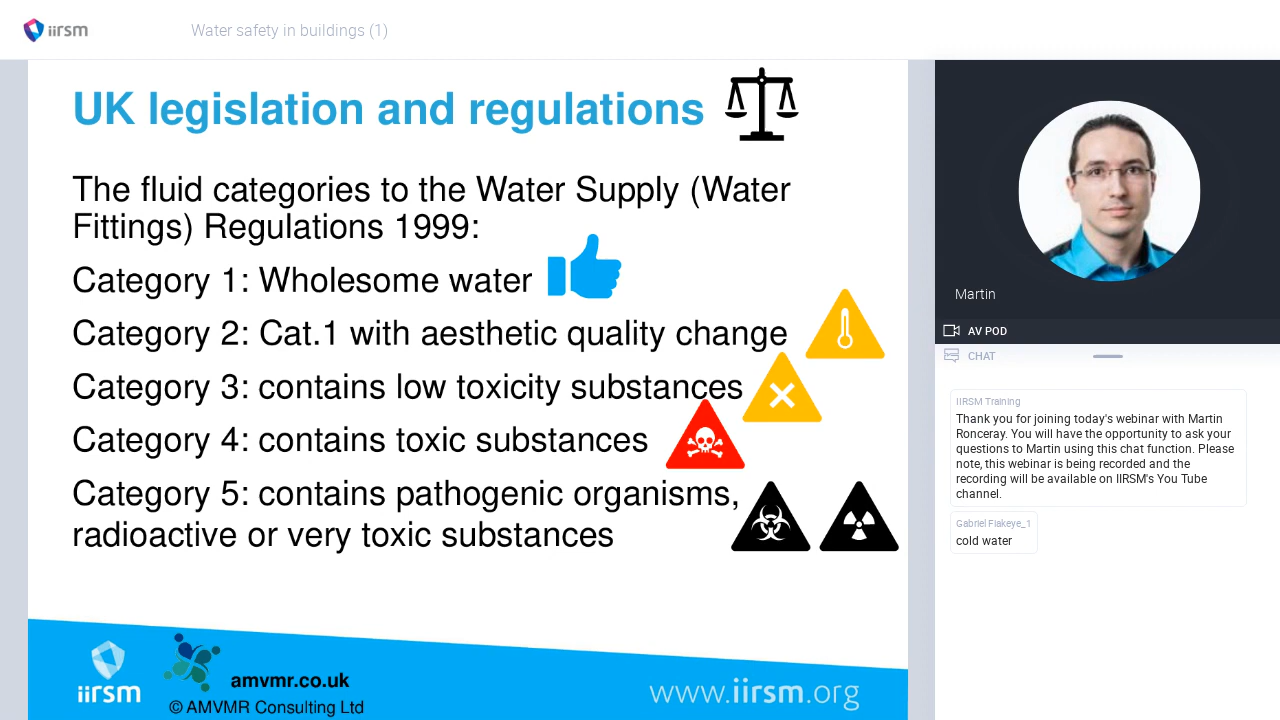 iirsm
Water safety in buildings (1)
UK legislation and regulations
The fluid categories to the Water Supply (Water
Fittings) Regulations 1999:
Category 1: Wholesome water
Category 2: Cat.1 with aesthetic quality change
Category 3: contains low toxicity substances
Category 4: contains toxic substances
Category 5: contains pathogenic organisms,
radioactive or very toxic substances
iirsm
amvmr.co.uk
© AMVMR Consulting Ltd
www.iirsm.org
Martin
AV POD
CHAT
IIRSM Training
Thank you for joining today's webinar with Martin
Ronceray. You will have the opportunity to ask your
questions to Martin using this chat function. Please
note, this webinar is being recorded and the
recording will be available on IIRSM's You Tube
channel.
Gabriel Fiakeye_1
cold water